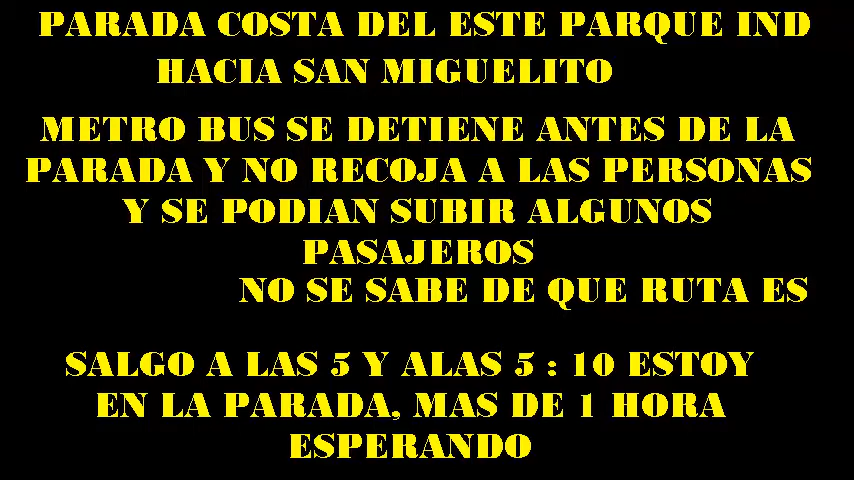 PARADA COSTA DEL ESTE PARQUE IND
HACIA SAN MIGUELITO
METRO BUS SE DETIENE ANTES DE LA
PARADA Y NO RECOJA A LAS PERSONAS
Y SE PODIAN SUBIR ALGUNOS
PASAJEROS
NO SE SABE DE QUE RUTA ES
SALGO A LAS 5 Y ALAS 5 : 10 ESTOY
EN LA PARADA, MAS DE 1 HORA
ESPERANDO